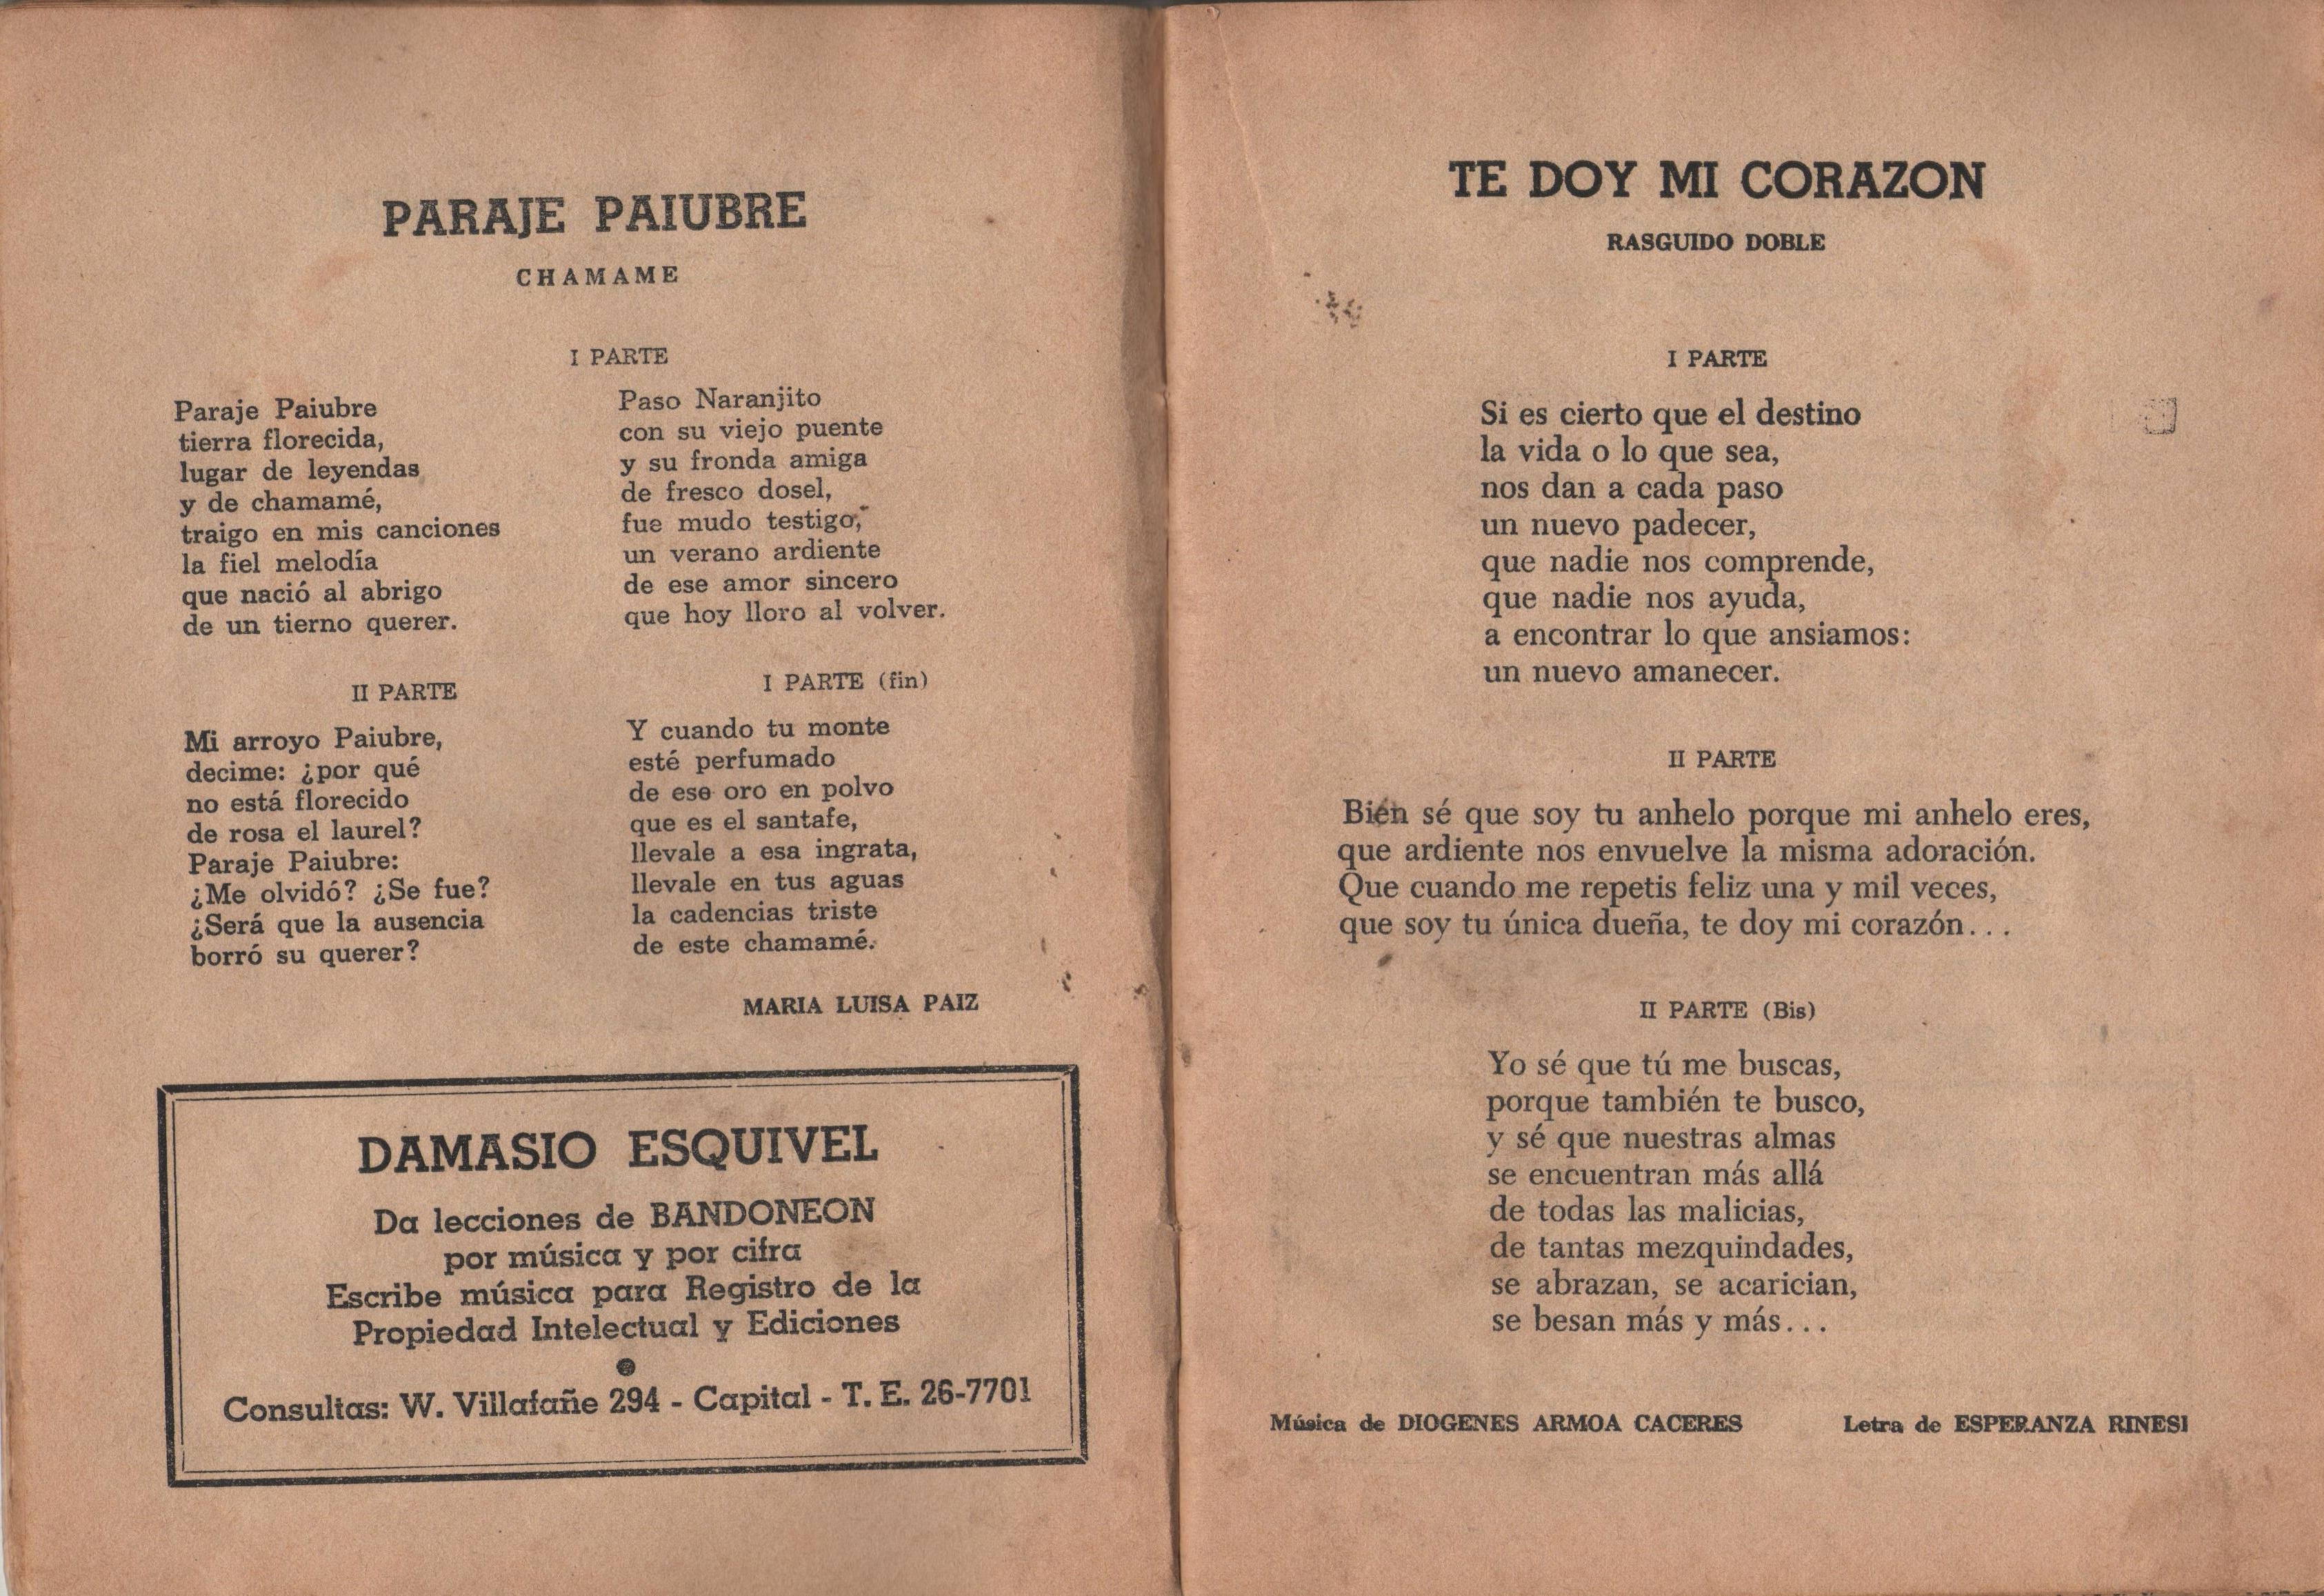 PARAJE PAIUBRE
CHAMAME
I PARTE
Paraje Paiubre
tierra florecida,
lugar de leyendas
y de chamamé,
traigo en mis canciones
la fiel melodía
que nació al abrigo
de un tierno querer.
Paso Naranjito
con su viejo puente
y su fronda amiga
de fresco dosel,
fue mudo testigo,
un verano ardiente
de ese amor sincero
que hoy lloro al volver.
II PARTE
Mi arroyo Paiubre,
decime: ¿por qué
no está florecido
de rosa el laurel?
Paraje Paiubre:
¿Me olvidó? ¿Se fue?
¿Será que la ausencia
borró su querer?
I PARTE (fin)
Y cuando tu monte
esté perfumado
de ese oro en polvo
que es el santafe,
llevale a esa ingrata,
llevale en tus aguas
la cadencias triste
de este chamamé.
MARIA LUISA PAIZ
DAMASIO ESQUIVEL
Da lecciones de BANDONEON
por música y por cifra
Escribe música para Registro de la
Propiedad Intelectual y Ediciones
Consultas: W. Villafañe 294 - Capital - T. E. 26-7701
TE DOY MI CORAZON
RASGUIDO DOBLE
I PARTE
Si es cierto que el destino
la vida o lo que sea,
nos dan a cada paso
un nuevo padecer,
que nadie nos comprende,
que nadie nos ayuda,
a encontrar lo que ansiamos:
un nuevo amanecer.
II PARTE
Bién sé que soy tu anhelo porque mi anhelo eres,
que ardiente nos envuelve la misma adoración.
Que cuando me repetis feliz una y mil veces,
que soy tu única dueña, te doy mi corazón...
II PARTE (Bis)
Yo sé que tú me buscas,
porque también te busco,
y sé que nuestras almas
se encuentran más allá
de todas las malicias,
de tantas mezquindades,
se abrazan, se acarician,
se besan más y más...
Música de DIOGENES ARMOA CACERES Letra de ESPERANZA RINESI